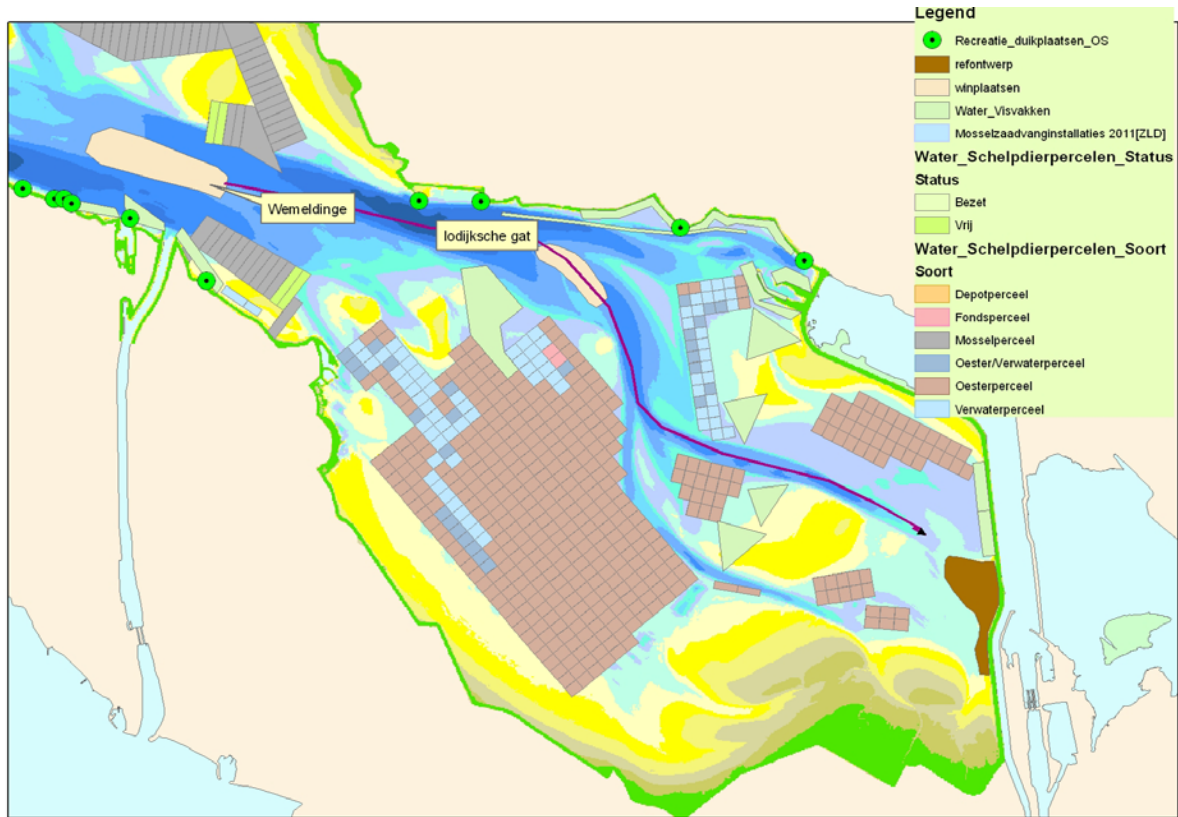 Legend
Recreatie_duikplaatsen_OS
refontwerp
winplaatsen
Water_Visvakken
Mosselzaadvanginstallaties 2011[ZLD]
Water_Schelpdierpercelen_Status
Status
Bezet
Vrij
Water_Schelpdierpercelen_Soort
Soort
Depotperceel
Fondsperceel
Mosselperceel
Oester/Verwaterperceel
Oesterperceel
Verwaterperceel
Wemeldinge
lodijksche gat